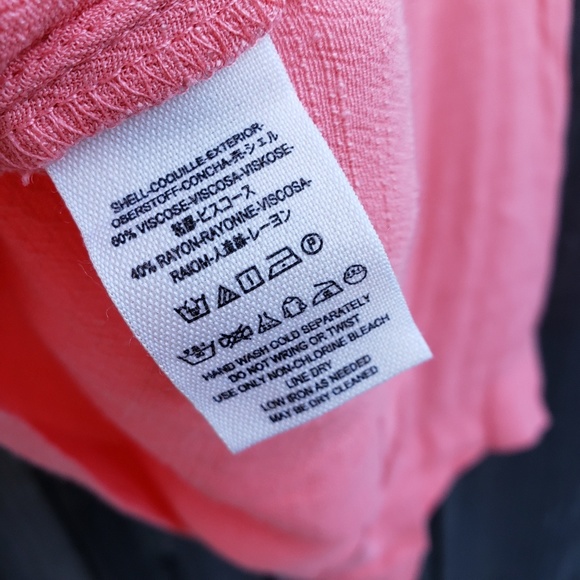 SHELL-COQUILLE-EXTERIOR-
OBERSTOFF-CONCHA-壳-シェル
60% VISCOSE-VISCOSA-VISKOSE-
粘膠-ビスコース
40% RAYON-RAYONNE-VISCOSA-
RAIOM-人造絲-レーヨン
P
HAND WASH COLD SEPARATELY
DO NOT WRING OR TWIST
USE ONLY NON-CHLORINE BLEACH
LINE DRY
LOW IRON AS NEEDED
MAY BE DRY CLEANED